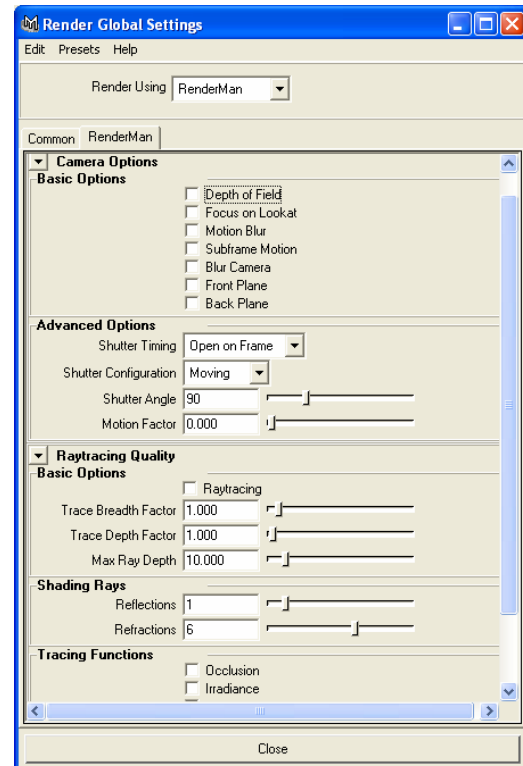 Render Global Settings
Edit Presets Help
Render Using RenderMan
Common RenderMan
Camera Options
Basic Options
Depth of Field
Focus on Lookat
Motion Blur
Subframe Motion
Blur Camera
Front Plane
Back Plane
Advanced Options
Shutter Timing Open on Frame
Shutter Configuration Moving
Shutter Angle 90
Motion Factor 0.000
Raytracing Quality
Basic Options
Raytracing
Trace Breadth Factor 1.000
Trace Depth Factor 1.000
Max Ray Depth 10.000
Shading Rays
Reflections 1
Refractions 6
Tracing Functions
Occlusion
Irradiance
Close